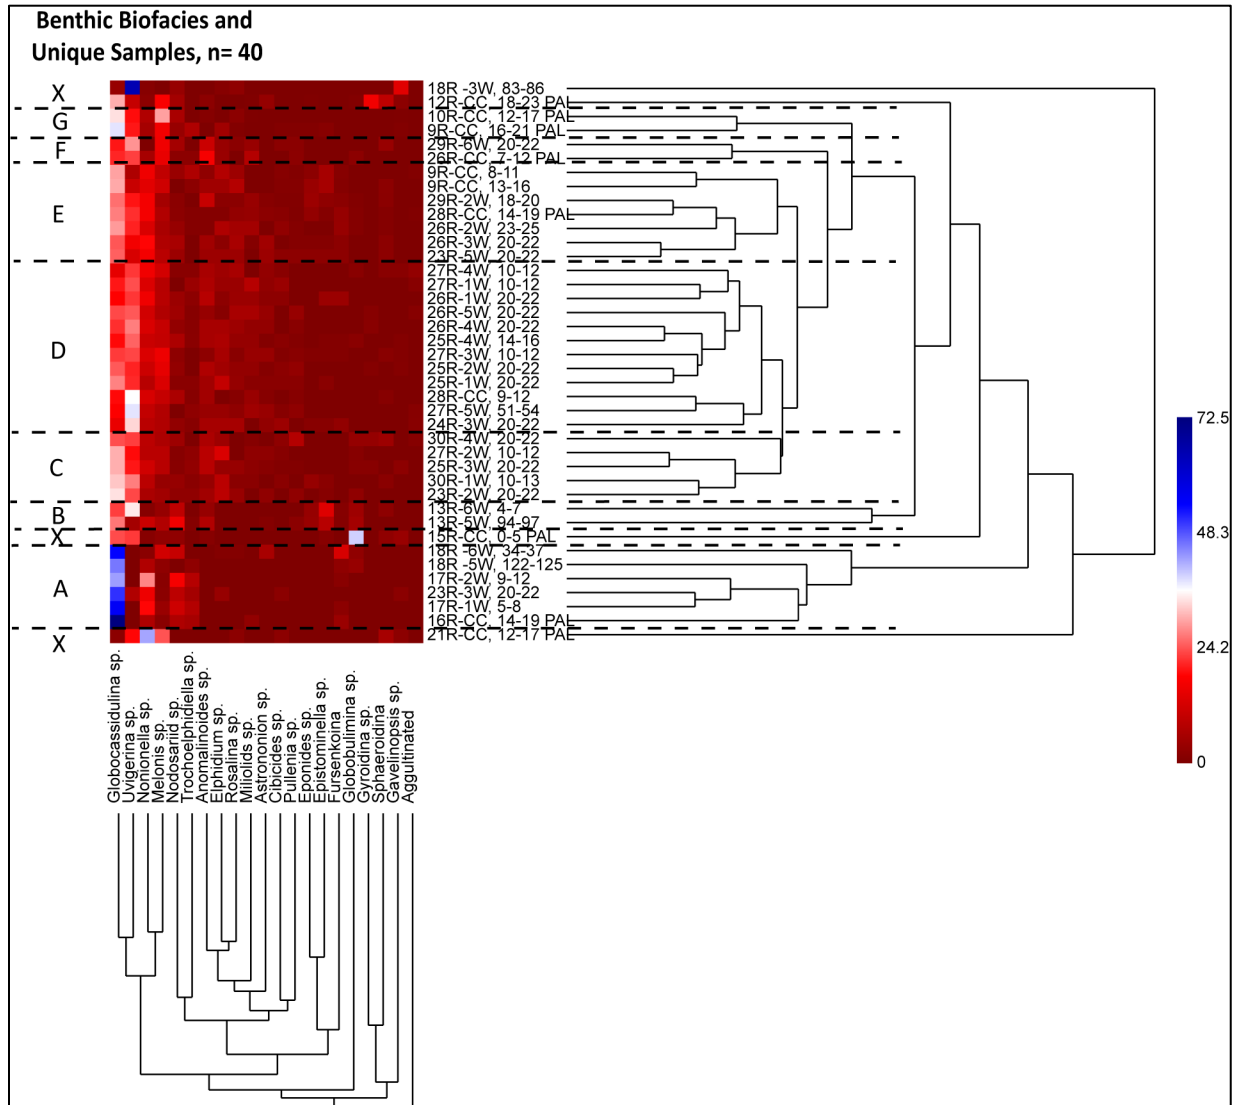 Benthic Biofacies and
Unique Samples, n= 40
X
G
F
E
D
C
B
X
A
X
18R -3W, 83-86
12R-CC, 18-23 PAL
10R-CC, 12-17 PAL
9R-CC, 16-21 PAL
29R-6W, 20-22
26R-CC, 7-12 PAL
9R-CC, 8-11
9R-CC, 13-16
29R-2W, 18-20
28R-CC, 14-19 PAL
26R-2W, 23-25
26R-3W, 20-22
23R-5W, 20-22
27R-4W, 10-12
27R-1W, 10-12
26R-1W, 20-22
26R-5W, 20-22
26R-4W, 20-22
25R-4W, 14-16
27R-3W, 10-12
25R-2W, 20-22
25R-1W, 20-22
28R-CC, 9-12
27R-5W, 51-54
24R-3W, 20-22
30R-4W, 20-22
27R-2W, 10-12
25R-3W, 20-22
30R-1W, 10-13
23R-2W, 20-22
13R-6W, 4-7
13R-5W, 94-97
15R-CC, 0-5 PAL
18R -6W, 34-37
18R -5W, 122-125
17R-2W, 9-12
23R-3W, 20-22
17R-1W, 5-8
16R-CC, 14-19 PAL
21R-CC, 12-17 PAL
72.5
48.3
24.2
0
Globocassidulina sp.
Uvigerina sp.
Nonionella sp.
Melonis sp.
Nodosariid sp.
Trochoelphidiella sp.
Anomalinoides sp.
Elphidium sp.
Rosalina sp.
Miliolids sp.
Astrononion sp.
Cibicides sp.
Pullenia sp.
Eponides sp.
Epistominella sp.
Fursenkoina
Globobulimina sp.
Gyroidina sp.
Sphaeroidina
Gavelinopsis sp.
Aggultinated